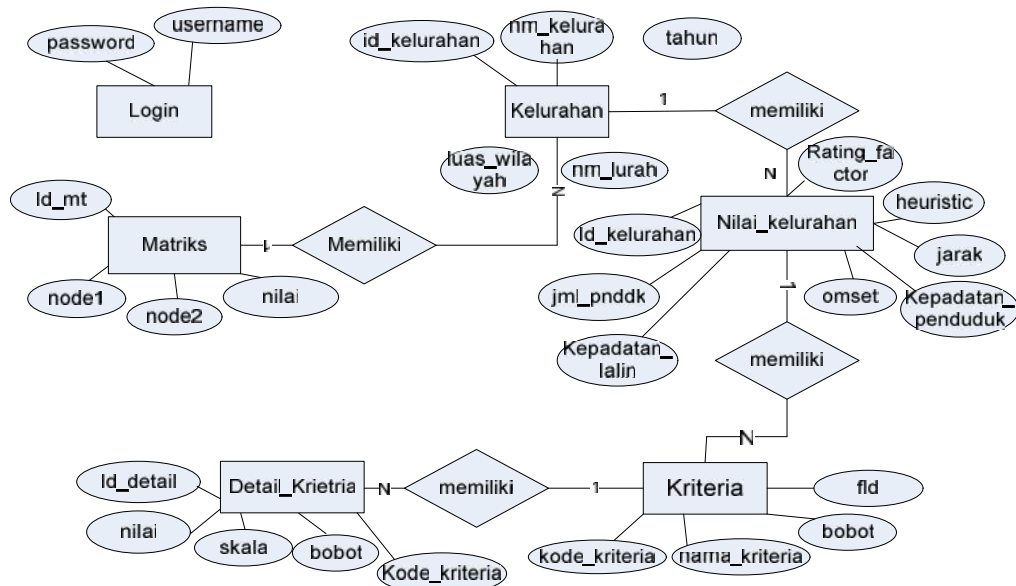 username
password
Login
id_kelurahan
nm_kelura
han
tahun
Kelurahan
1
memiliki
luas_wila
yah
nm_lurah
N
N
Rating_fa
ctor
Id_mt
Matriks
1
Memiliki
node1
node2
nilai
Id_kelurahan
Nilai_kelurahan
heuristic
jarak
jml_pnddk
omset
Kepadatan_
penduduk
Kepadatan_
lalin
1
memiliki
N
Id_detail
Detail_Krietria
N
memiliki
1
Kriteria
fld
nilai
skala
bobot
Kode_kriteria
kode_kriteria
nama_kriteria
bobot